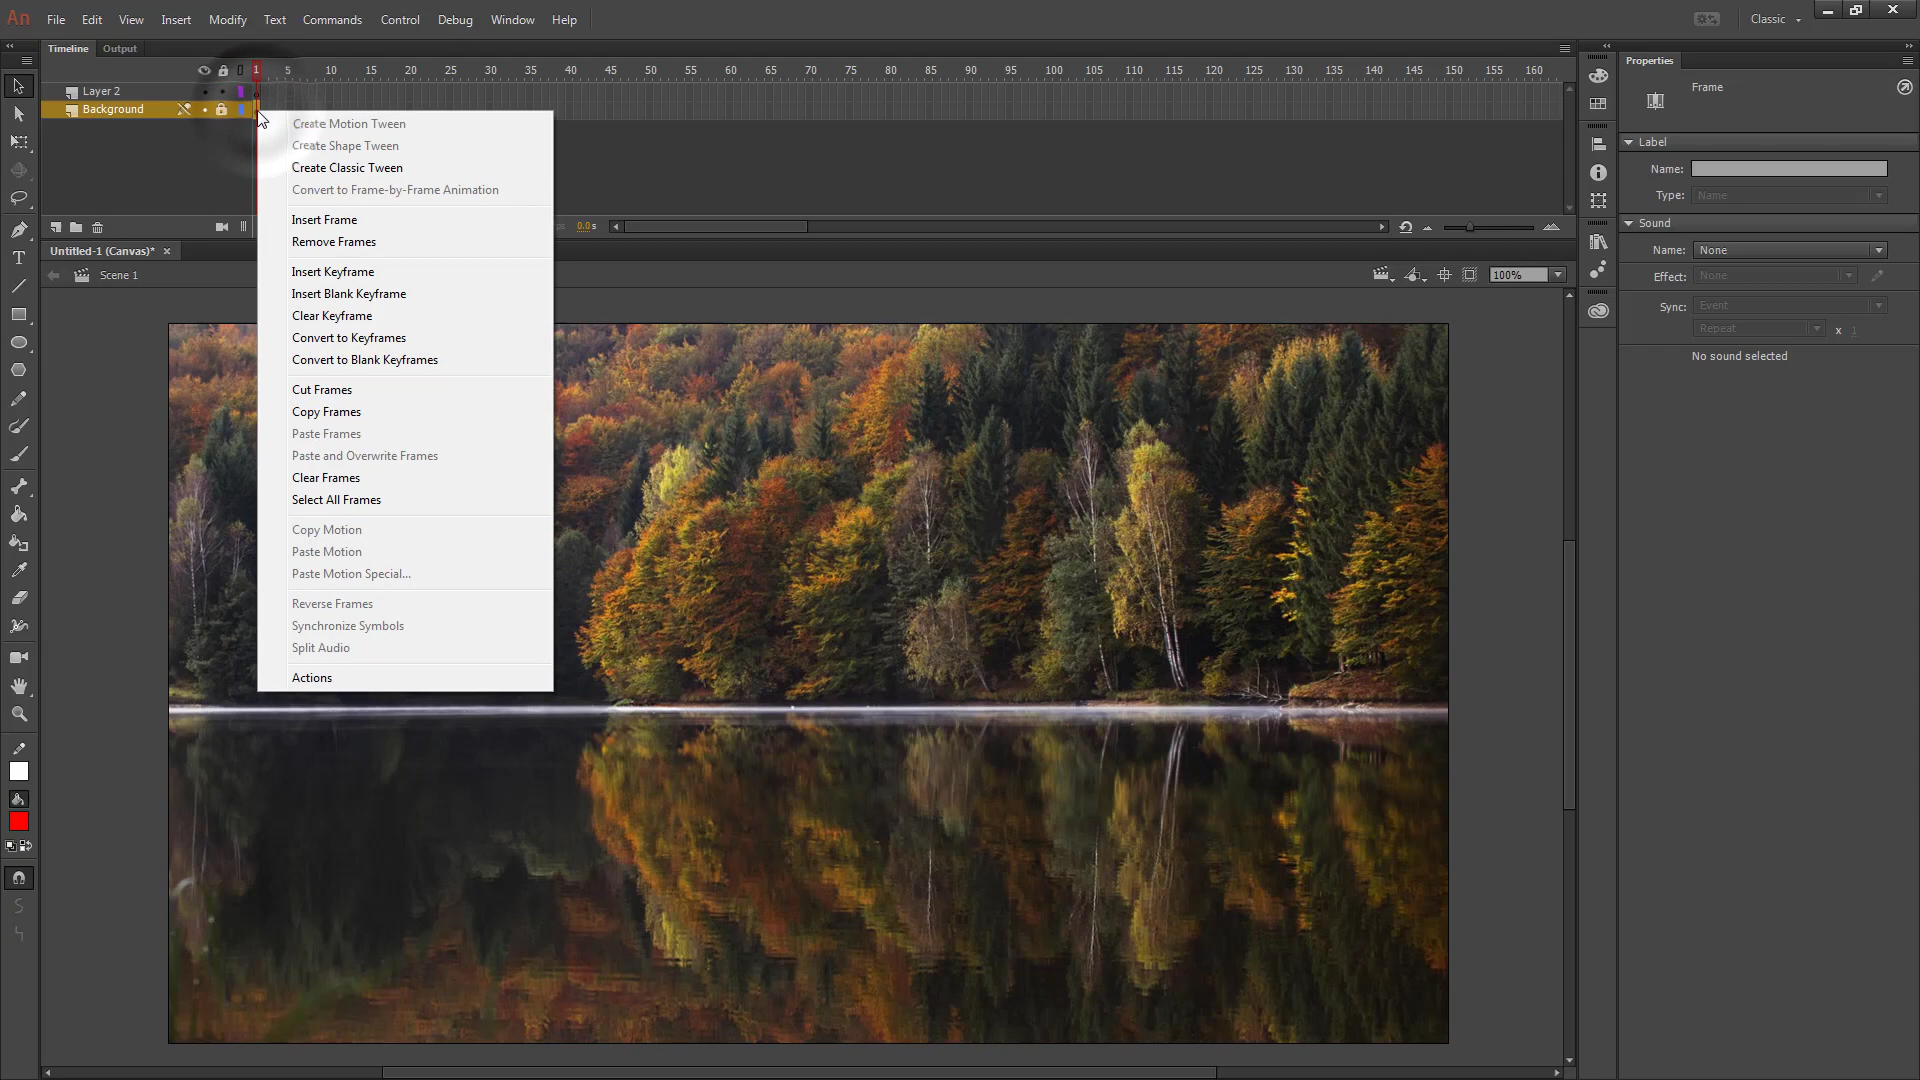 An File Edit View Insert Modify Text Commands Control Debug Window Help Classic
Timeline Output
1 5 10 15 20 25 30 35 40 45 50 55 60 65 70 75 80 85 90 95 100 105 110 115 120 125 130 135 140 145 150 155 160
Layer 2
Background
Create Motion Tween
Create Shape Tween
Create Classic Tween
Convert to Frame-by-Frame Animation
Insert Frame
Remove Frames
Insert Keyframe
Insert Blank Keyframe
Clear Keyframe
Convert to Keyframes
Convert to Blank Keyframes
Cut Frames
Copy Frames
Paste Frames
Paste and Overwrite Frames
Clear Frames
Select All Frames
Copy Motion
Paste Motion
Paste Motion Special...
Reverse Frames
Synchronize Symbols
Split Audio
Actions
0.0 s
Untitled-1 (Canvas)* ×
Scene 1
100%
Properties
Frame
Label
Name:
Type: Name
Sound
Name: None
Effect: None
Sync: Event
Repeat x 1
No sound selected